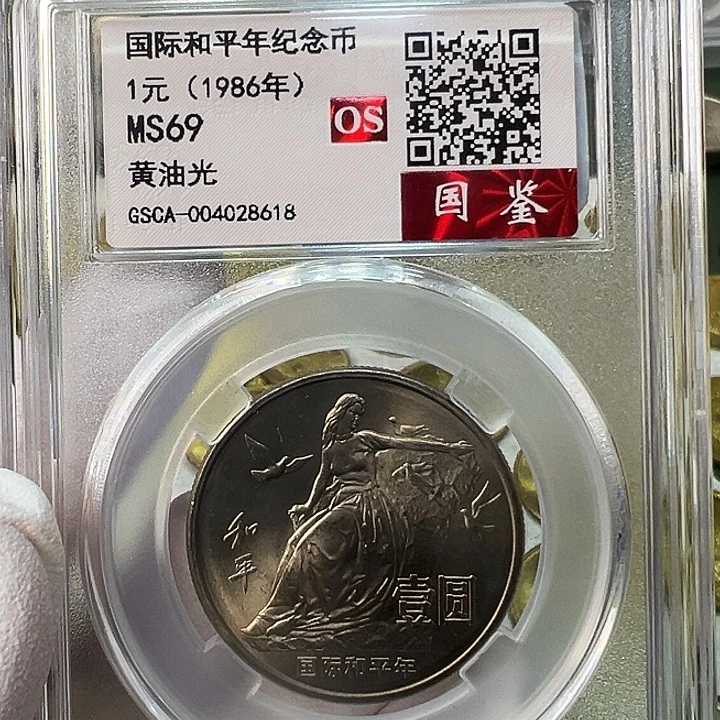 国际和平年纪念币
1元（1986年）
MS69
OS
黄油光
GSCA-004028618
国鉴
和平
壹圆
国际和平年